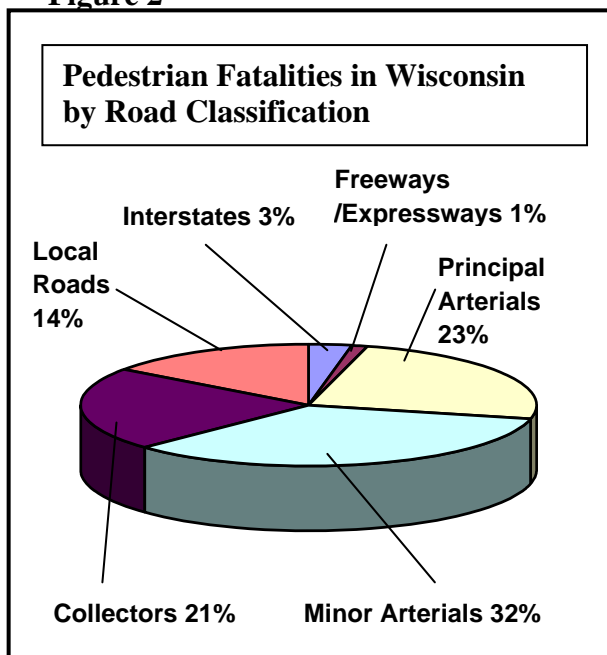 Figure 2
Pedestrian Fatalities in Wisconsin
by Road Classification
Freeways
/Expressways 1%
Interstates 3%
Local
Roads
14%
Principal
Arterials
23%
Collectors 21%
Minor Arterials 32%